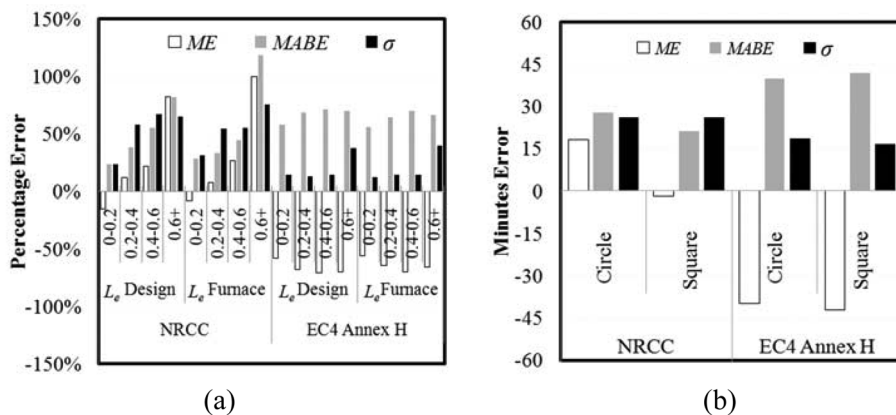 150%
100%
50%
0%
-50%
-100%
-150%
Percentage Error
ME MABE σ
0-0.2
0.2-0.4
0.4-0.6
0.6+
0-0.2
0.2-0.4
0.4-0.6
0.6+
0-0.2
0.2-0.4
0.4-0.6
0.6+
0-0.2
0.2-0.4
0.4-0.6
0.6+
Le Design Le Furnace Le Design Le Furnace
NRCC EC4 Annex H
(a)
60
45
30
15
0
-15
-30
-45
-60
Minutes Error
ME MABE σ
Circle
Square
Circle
Square
NRCC EC4 Annex H
(b)